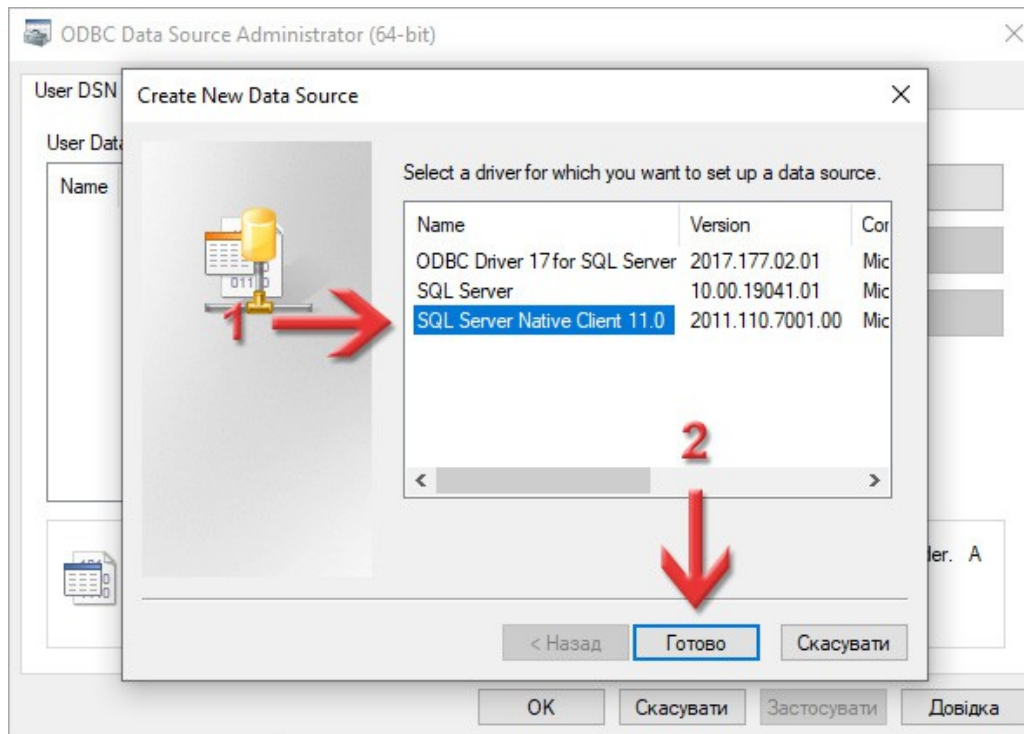 ODBC Data Source Administrator (64-bit)
User DSN
Create New Data Source
User Data
Name
Select a driver for which you want to set up a data source.
Name Version Cor
ODBC Driver 17 for SQL Server 2017.177.02.01 Mic
SQL Server 10.00.19041.01 Mic
SQL Server Native Client 11.0 2011.110.7001.00 Mic
1
2
der. A
< Назад Готово Скасувати
OK Скасувати Застосувати Довідка